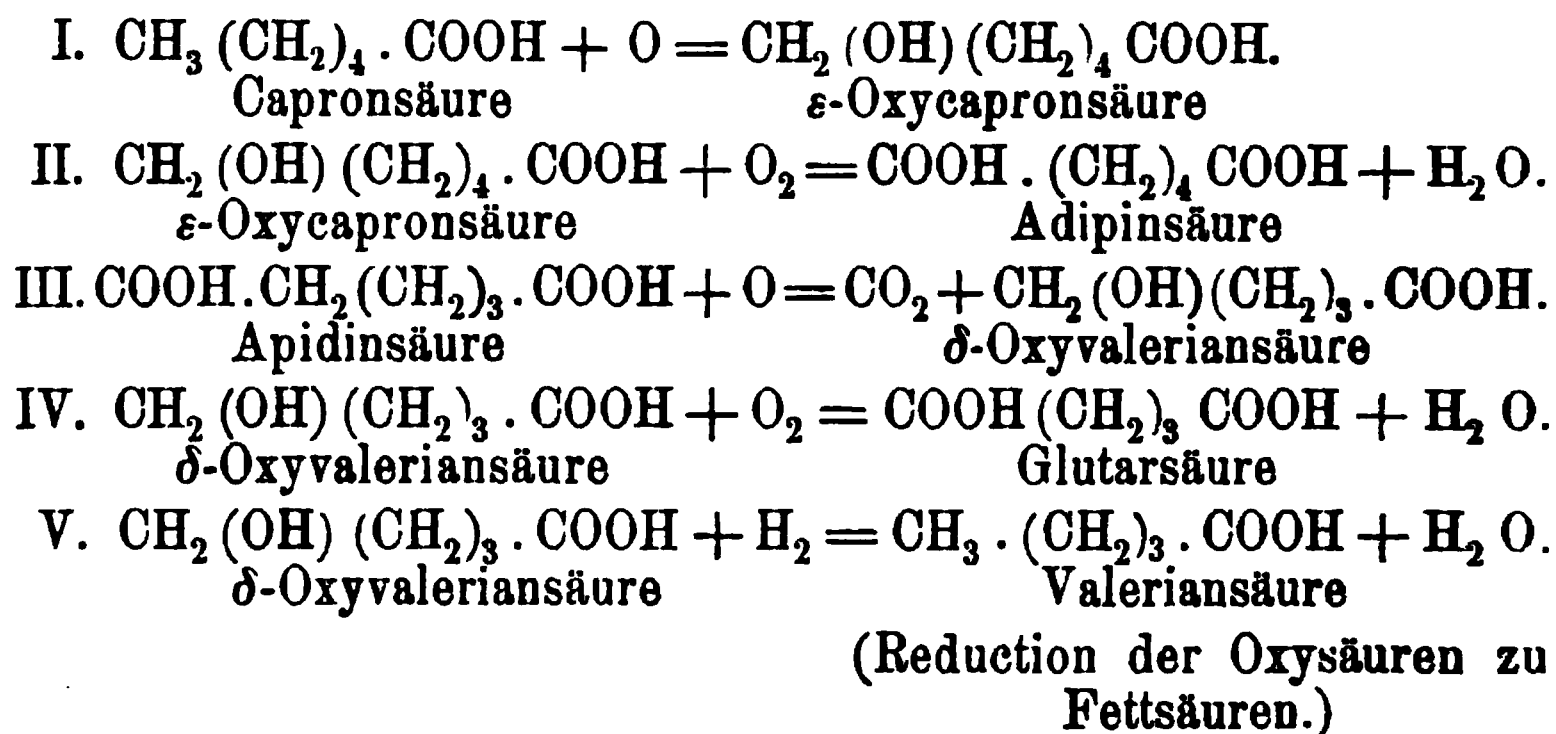 I. CH₃ (CH₂)₄ . COOH + O = CH₂ (OH) (CH₂)₄ COOH.
Capronsäure ε-Oxycapronsäure
II. CH₂ (OH) (CH₂)₄ . COOH + O₂ = COOH . (CH₂)₄ COOH + H₂ O.
ε-Oxycapronsäure Adipinsäure
III. COOH.CH₂(CH₂)₃.COOH + O = CO₂ + CH₂(OH)(CH₂)₃.COOH.
Apidinsäure δ-Oxyvaleriansäure
IV. CH₂ (OH) (CH₂)₃ . COOH + O₂ = COOH (CH₂)₃ COOH + H₂ O.
δ-Oxyvaleriansäure Glutarsäure
V. CH₂ (OH) (CH₂)₃ . COOH + H₂ = CH₃ . (CH₂)₃ . COOH + H₂ O.
δ-Oxyvaleriansäure Valeriansäure
(Reduction der Oxysäuren zu
Fettsäuren.)